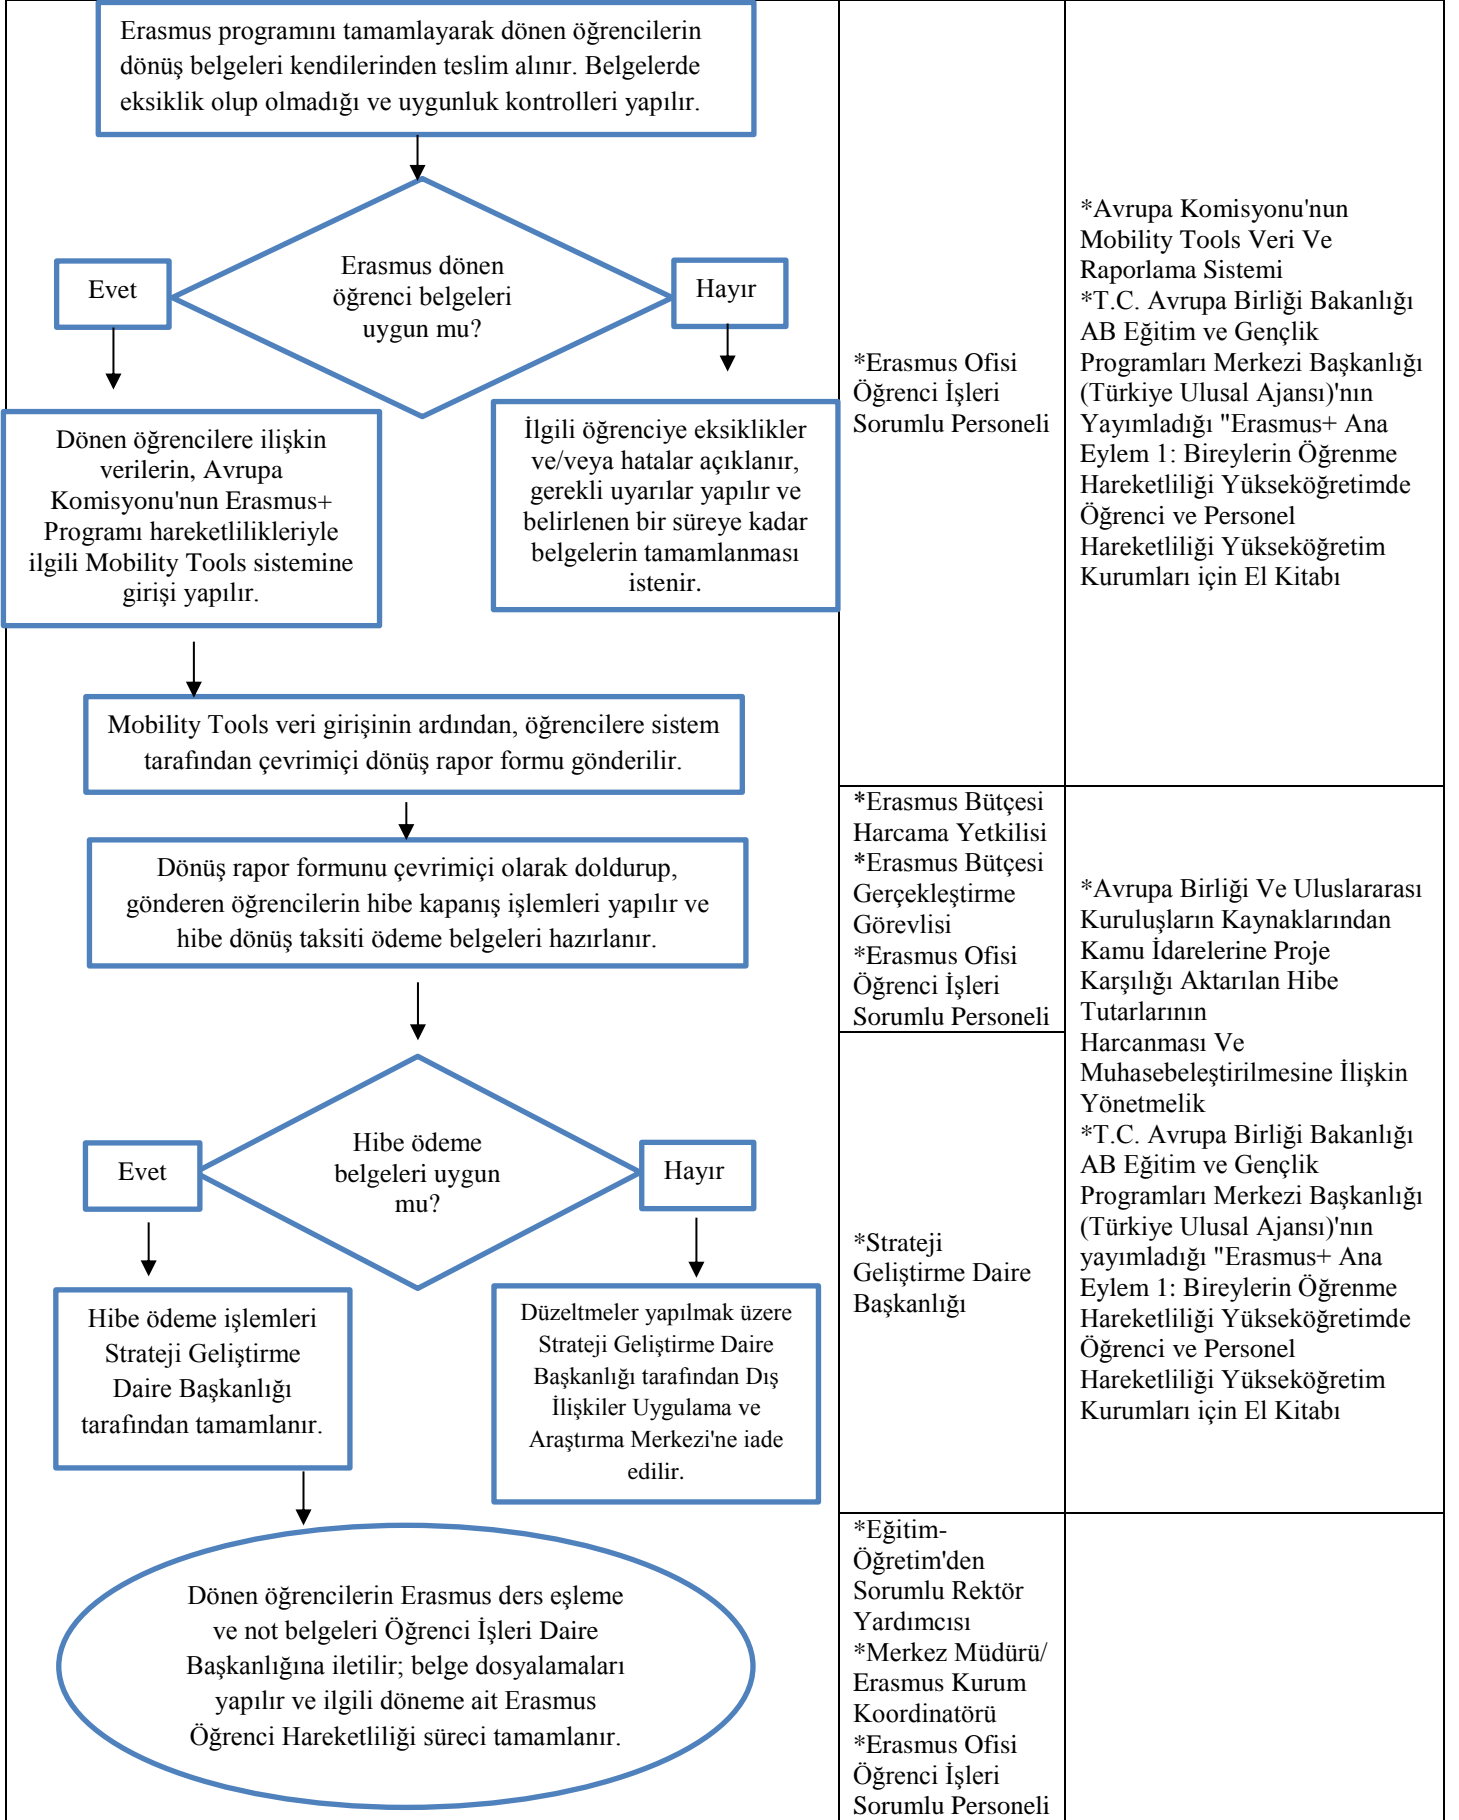 Erasmus programını tamamlayarak dönen öğrencilerin
dönüş belgeleri kendilerinden teslim alınır. Belgelerde
eksiklik olup olmadığı ve uygunluk kontrolleri yapılır.
Evet
Erasmus dönen
öğrenci belgeleri
uygun mu?
Hayır
Dönen öğrencilere ilişkin
verilerin, Avrupa
Komisyonu'nun Erasmus+
Programı hareketlilikleriyle
ilgili Mobility Tools sistemine
girişi yapılır.
İlgili öğrenciye eksiklikler
ve/veya hatalar açıklanır,
gerekli uyarılar yapılır ve
belirlenen bir süreye kadar
belgelerin tamamlanması
istenir.
Mobility Tools veri girişinin ardından, öğrencilere sistem
tarafından çevrimiçi dönüş rapor formu gönderilir.
Dönüş rapor formunu çevrimiçi olarak doldurup,
gönderen öğrencilerin hibe kapanış işlemleri yapılır ve
hibe dönüş taksiti ödeme belgeleri hazırlanır.
Evet
Hibe ödeme
belgeleri uygun
mu?
Hayır
Hibe ödeme işlemleri
Strateji Geliştirme
Daire Başkanlığı
tarafından tamamlanır.
Düzeltmeler yapılmak üzere
Strateji Geliştirme Daire
Başkanlığı tarafından Dış
İlişkiler Uygulama ve
Araştırma Merkezi'ne iade
edilir.
Dönen öğrencilerin Erasmus ders eşleme
ve not belgeleri Öğrenci İşleri Daire
Başkanlığına iletilir; belge dosyalamaları
yapılır ve ilgili döneme ait Erasmus
Öğrenci Hareketliliği süreci tamamlanır.
*Erasmus Ofisi
Öğrenci İşleri
Sorumlu Personeli
*Avrupa Komisyonu'nun
Mobility Tools Veri Ve
Raporlama Sistemi
*T.C. Avrupa Birliği Bakanlığı
AB Eğitim ve Gençlik
Programları Merkezi Başkanlığı
(Türkiye Ulusal Ajansı)'nın
Yayımladığı "Erasmus+ Ana
Eylem 1: Bireylerin Öğrenme
Hareketliliği Yükseköğretimde
Öğrenci ve Personel
Hareketliliği Yükseköğretim
Kurumları için El Kitabı
*Erasmus Bütçesi
Harcama Yetkilisi
*Erasmus Bütçesi
Gerçekleştirme
Görevlisi
*Erasmus Ofisi
Öğrenci İşleri
Sorumlu Personeli
*Strateji
Geliştirme Daire
Başkanlığı
*Avrupa Birliği Ve Uluslararası
Kuruluşların Kaynaklarından
Kamu İdarelerine Proje
Karşılığı Aktarılan Hibe
Tutarlarının
Harcanması Ve
Muhasebeleştirilmesine İlişkin
Yönetmelik
*T.C. Avrupa Birliği Bakanlığı
AB Eğitim ve Gençlik
Programları Merkezi Başkanlığı
(Türkiye Ulusal Ajansı)'nın
yayımladığı "Erasmus+ Ana
Eylem 1: Bireylerin Öğrenme
Hareketliliği Yükseköğretimde
Öğrenci ve Personel
Hareketliliği Yükseköğretim
Kurumları için El Kitabı
*Eğitim-
Öğretim'den
Sorumlu Rektör
Yardımcısı
*Merkez Müdürü/
Erasmus Kurum
Koordinatörü
*Erasmus Ofisi
Öğrenci İşleri
Sorumlu Personeli